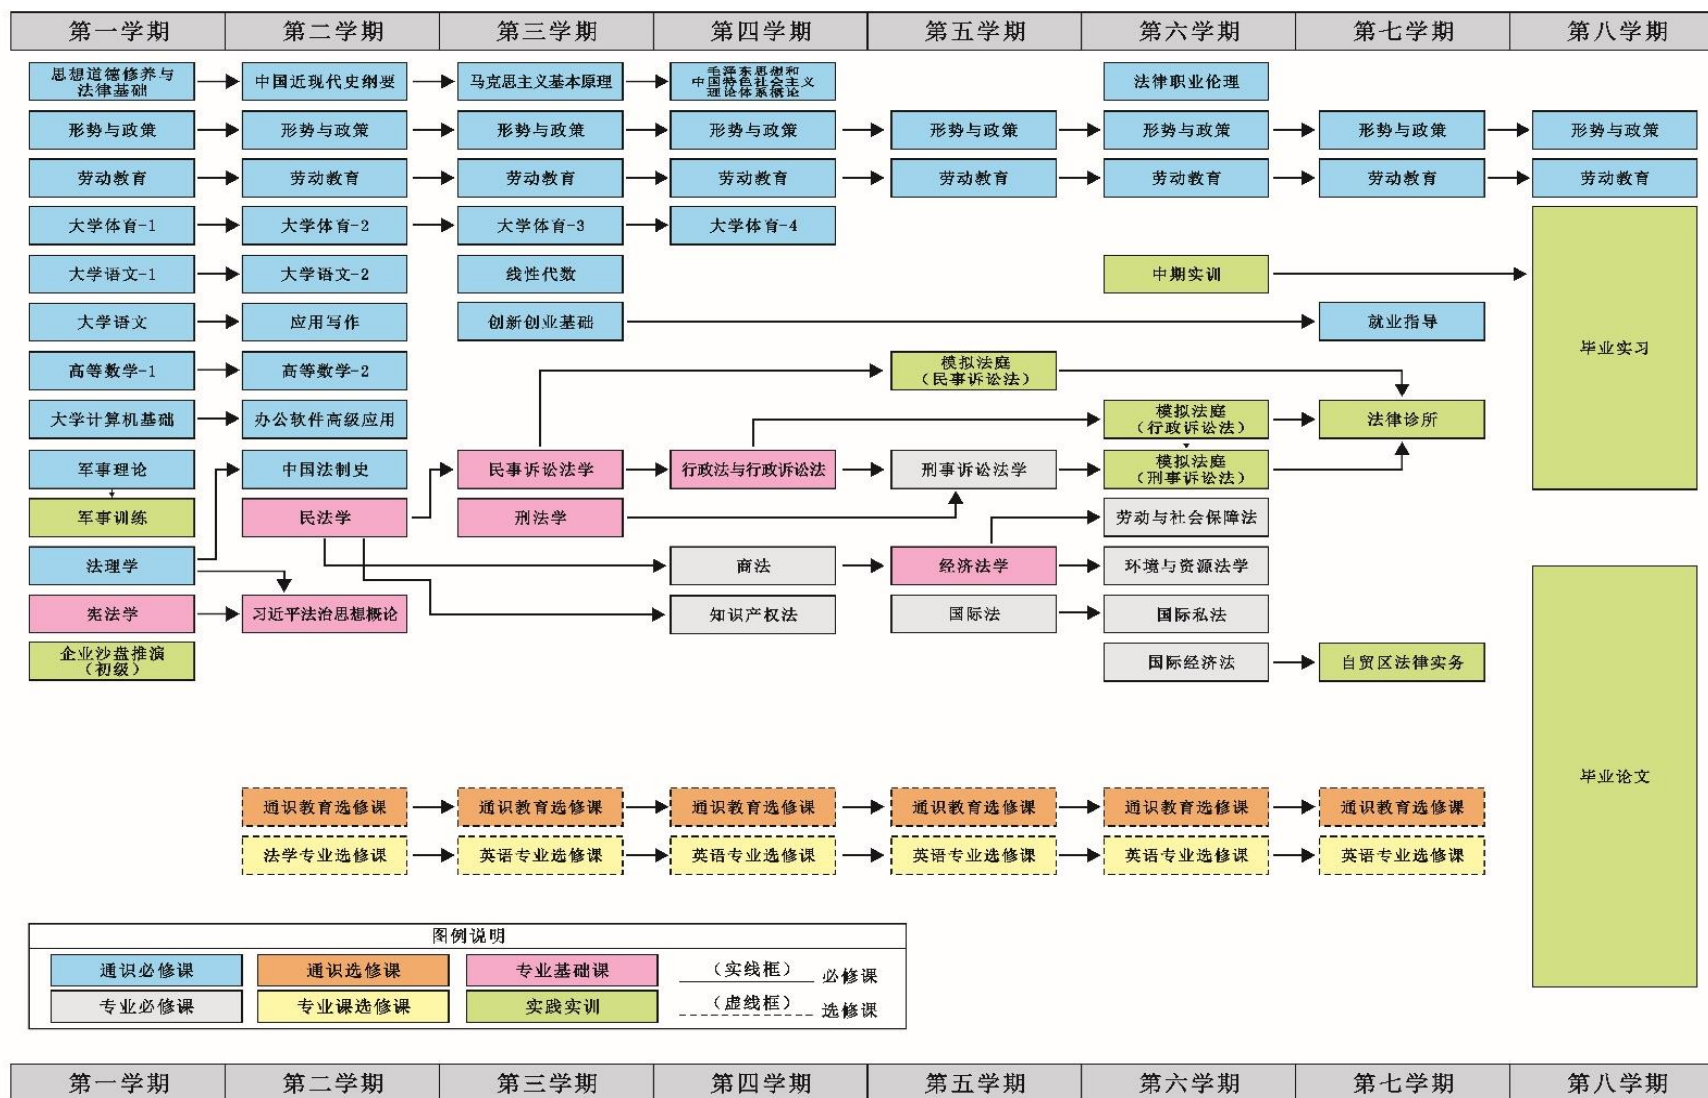 第一学期 第二学期 第三学期 第四学期 第五学期 第六学期 第七学期 第八学期
思想道德修养与
法律基础
中国近现代史纲要
马克思主义基本原理
毛泽东思想和
中国特色社会主义
理论体系概论
法律职业伦理
形势与政策 形势与政策 形势与政策 形势与政策 形势与政策 形势与政策 形势与政策 形势与政策
劳动教育 劳动教育 劳动教育 劳动教育 劳动教育 劳动教育 劳动教育 劳动教育
大学体育-1 大学体育-2 大学体育-3 大学体育-4
大学语文-1 大学语文-2 线性代数 中期实训
大学语文 应用写作 创新创业基础 就业指导
毕业实习
高等数学-1 高等数学-2
模拟法庭
(民事诉讼法)
大学计算机基础 办公软件高级应用
模拟法庭
(行政诉讼法)
法律诊所
军事理论 中国法制史 民事诉讼法学 行政法与行政诉讼法 刑事诉讼法学
模拟法庭
(刑事诉讼法)
军事训练 民法学 刑法学 劳动与社会保障法
法理学 商法 经济法学 环境与资源法学
宪法学 习近平法治思想概论 知识产权法 国际法 国际私法
企业沙盘推演
(初级)
国际经济法 自贸区法律实务
毕业论文
通识教育选修课 通识教育选修课 通识教育选修课 通识教育选修课 通识教育选修课 通识教育选修课
法学专业选修课 英语专业选修课 英语专业选修课 英语专业选修课 英语专业选修课 英语专业选修课
图例说明
通识必修课 通识选修课 专业基础课 (实线框) 必修课
专业必修课 专业课选修课 实践实训 (虚线框) 选修课
第一学期 第二学期 第三学期 第四学期 第五学期 第六学期 第七学期 第八学期